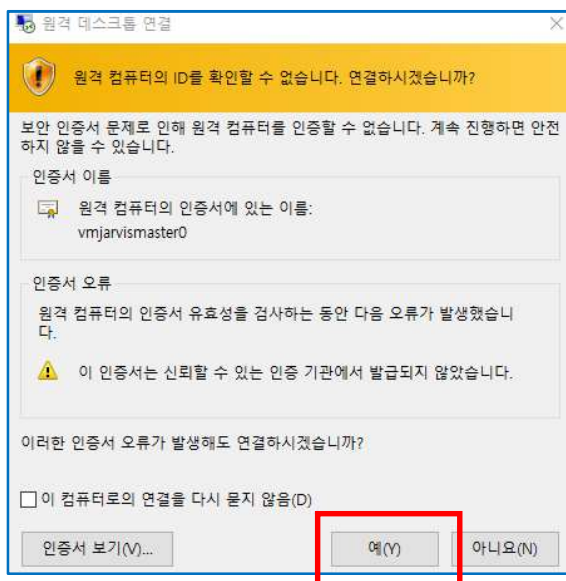 원격 데스크톱 연결
원격 컴퓨터의 ID를 확인할 수 없습니다. 연결하시겠습니까?
보안 인증서 문제로 인해 원격 컴퓨터를 인증할 수 없습니다. 계속 진행하면 안전
하지 않을 수 있습니다.
인증서 이름
원격 컴퓨터의 인증서에 있는 이름:
vmjarvismaster0
인증서 오류
원격 컴퓨터의 인증서 유효성을 검사하는 동안 다음 오류가 발생했습니
다.
이 인증서는 신뢰할 수 있는 인증 기관에서 발급되지 않았습니다.
이러한 인증서 오류가 발생해도 연결하시겠습니까?
이 컴퓨터로의 연결을 다시 묻지 않음(D)
인증서 보기(V)... 예(Y) 아니요(N)